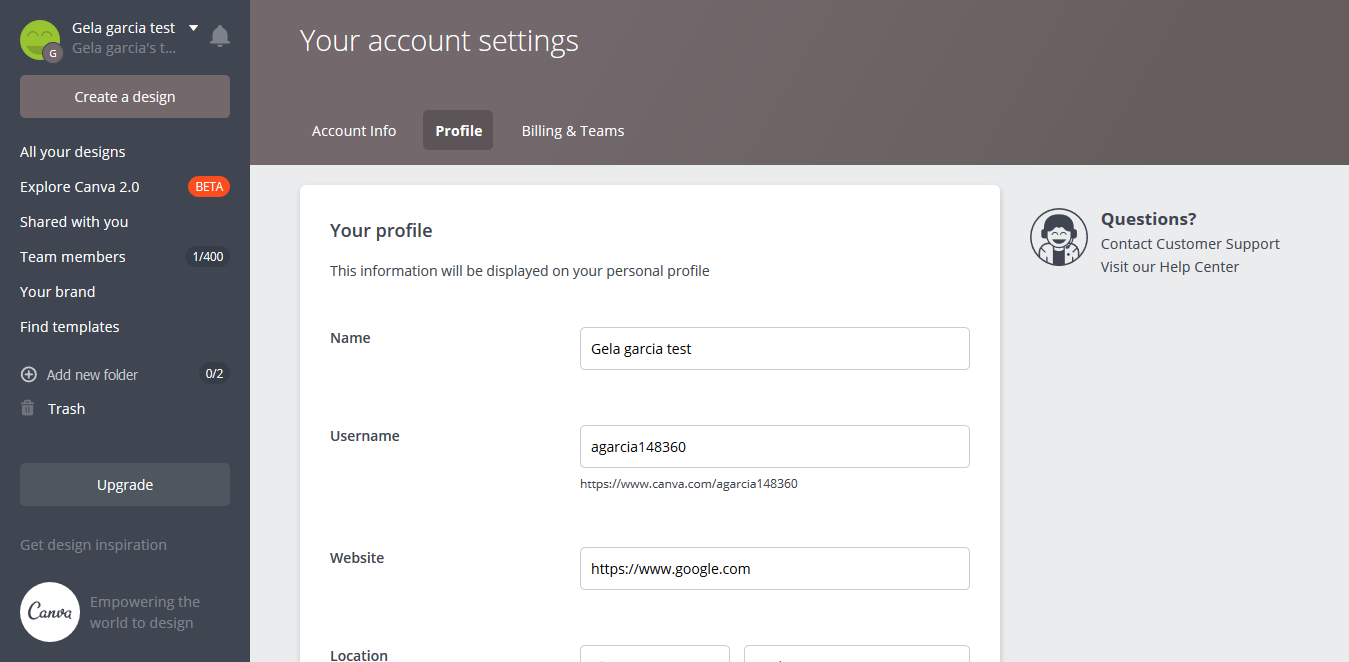 Gela garcia test
Gela garcia's t...
G
Create a design
All your designs
Explore Canva 2.0 BETA
Shared with you
Team members 1/400
Your brand
Find templates
Add new folder 0/2
Trash
Upgrade
Get design inspiration
Canva
Empowering the
world to design
Your account settings
Account Info Profile Billing & Teams
Your profile
This information will be displayed on your personal profile
Name Gela garcia test
Username agarcia148360
https://www.canva.com/agarcia148360
Website https://www.google.com
Location
Questions?
Contact Customer Support
Visit our Help Center